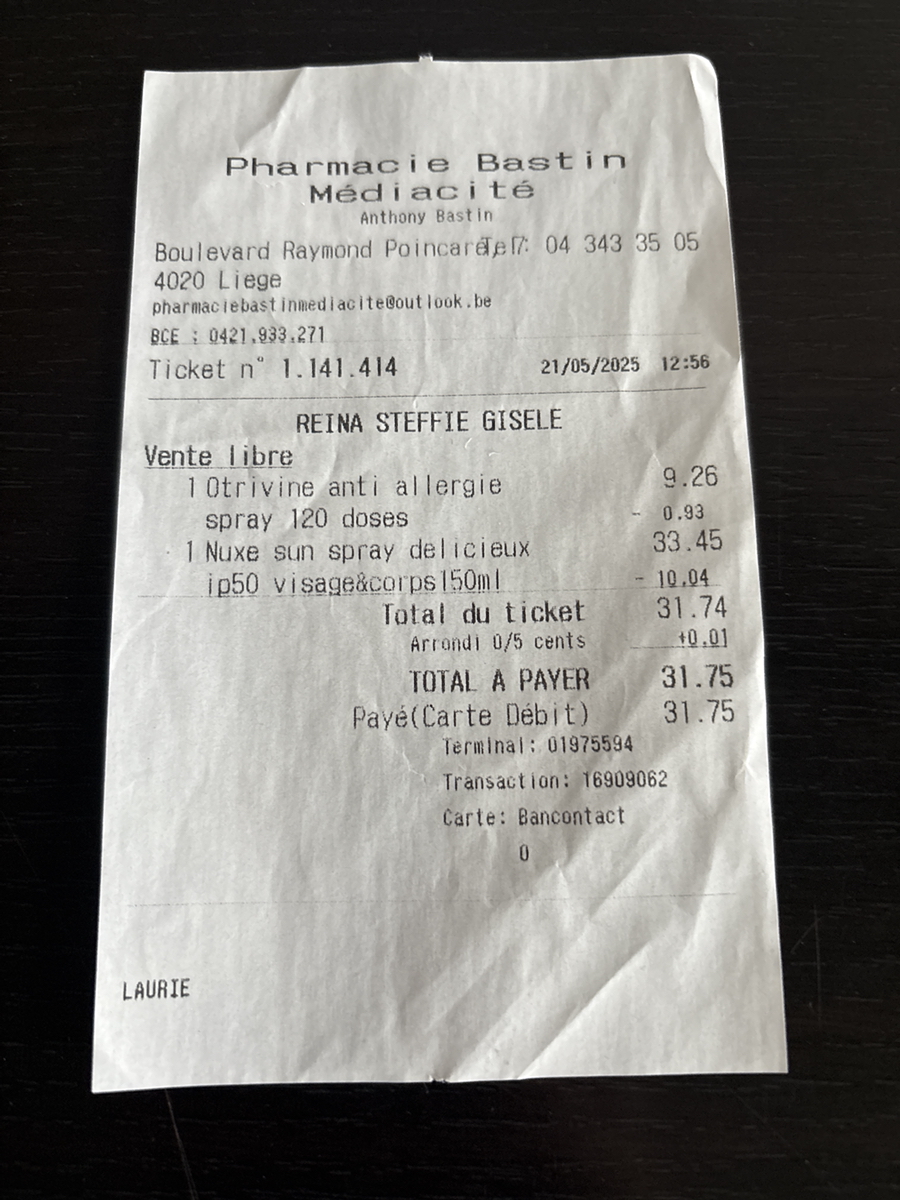 Pharmacie Bastin
Médiacité
Anthony Bastin
Boulevard Raymond Poincaré, 7 Tel: 04 343 35 05
4020 Liege
pharmaciebastinmediacite@outlook.be
BCE : 0421.933.271
Ticket n° 1.141.414 21/05/2025 12:56
REINA STEFFIE GISELE
Vente libre
1 Otrivine anti allergie 9.26
spray 120 doses - 0.93
1 Nuxe sun spray delicieux 33.45
ip50 visage&corps150ml - 10.04
Total du ticket 31.74
Arrondi 0/5 cents +0.01
TOTAL A PAYER 31.75
Payé(Carte Débit) 31.75
Terminal: 01975594
Transaction: 16909062
Carte: Bancontact
0
LAURIE